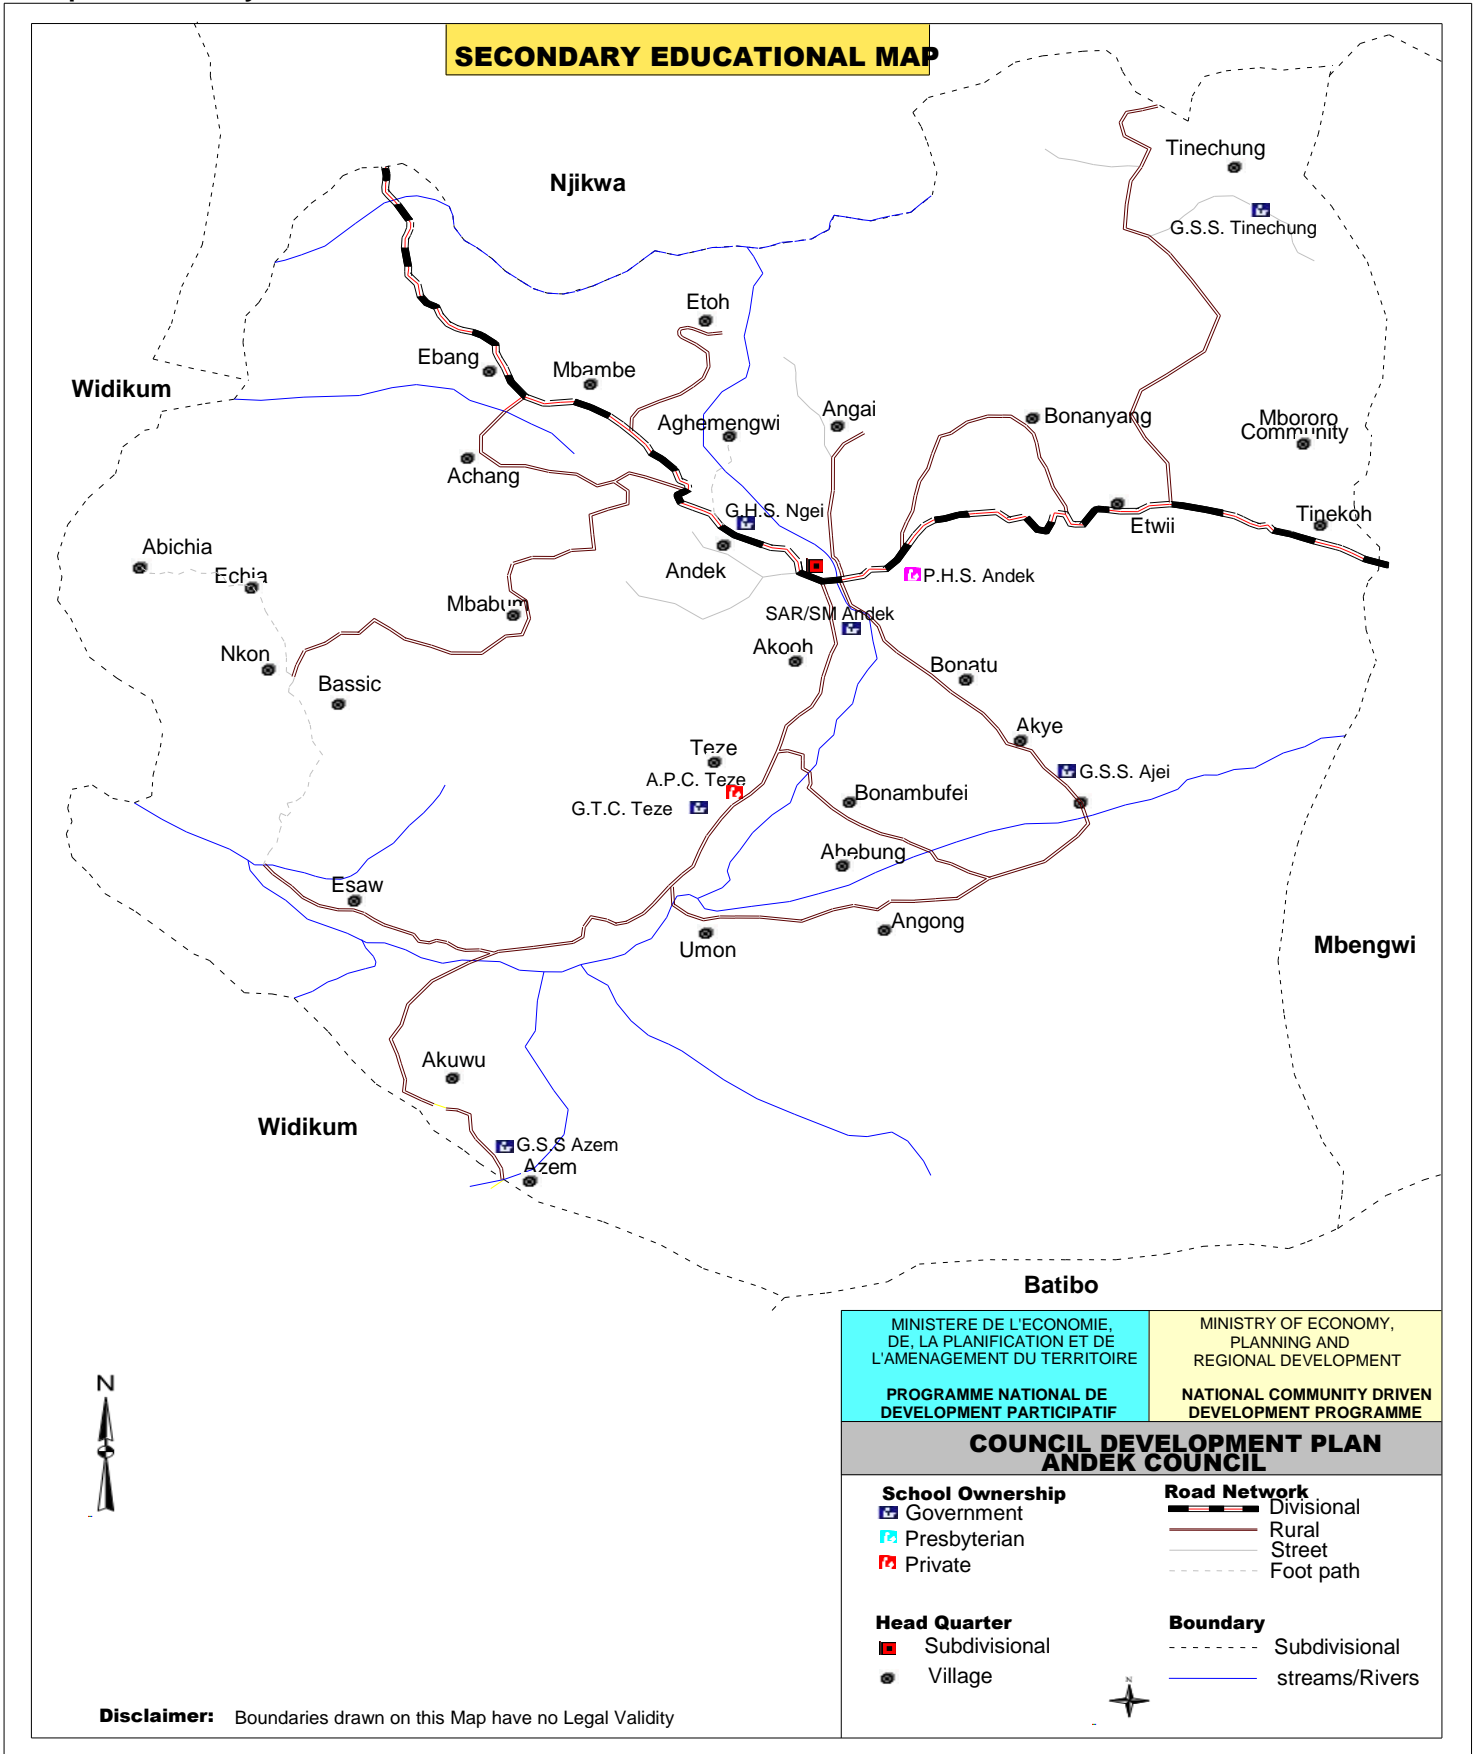 SECONDARY EDUCATIONAL MAP
Tinechung
Njikwa
G.S.S. Tinechung
Etoh
Ebang
Mbambe
Widikum
Angai
Aghemengwi
Bonanyang
Mbororo
Community
Achang
G.H.S. Ngei
Etwii
Tinekoh
Abichia
Andek
Echia
P.H.S. Andek
Mbabum
SAR/SM Andek
Akooh
Nkon
Bonatu
Bassic
Akye
Teze
G.S.S. Ajei
A.P.C. Teze
G.T.C. Teze
Bonambufei
Abebung
Esaw
Angong
Umon
Mbengwi
Akuwu
Widikum
G.S.S Azem
Azem
Batibo
MINISTERE DE L'ECONOMIE,
DE, LA PLANIFICATION ET DE
L'AMENAGEMENT DU TERRITOIRE
PROGRAMME NATIONAL DE
DEVELOPMENT PARTICIPATIF
MINISTRY OF ECONOMY,
PLANNING AND
REGIONAL DEVELOPMENT
NATIONAL COMMUNITY DRIVEN
DEVELOPMENT PROGRAMME
N
COUNCIL DEVELOPMENT PLAN
ANDEK COUNCIL
School Ownership
Government
Presbyterian
Private
Road Network
Divisional
Rural
Street
Foot path
Head Quarter
Subdivisional
Village
Boundary
Subdivisional
streams/Rivers
N
Disclaimer: Boundaries drawn on this Map have no Legal Validity